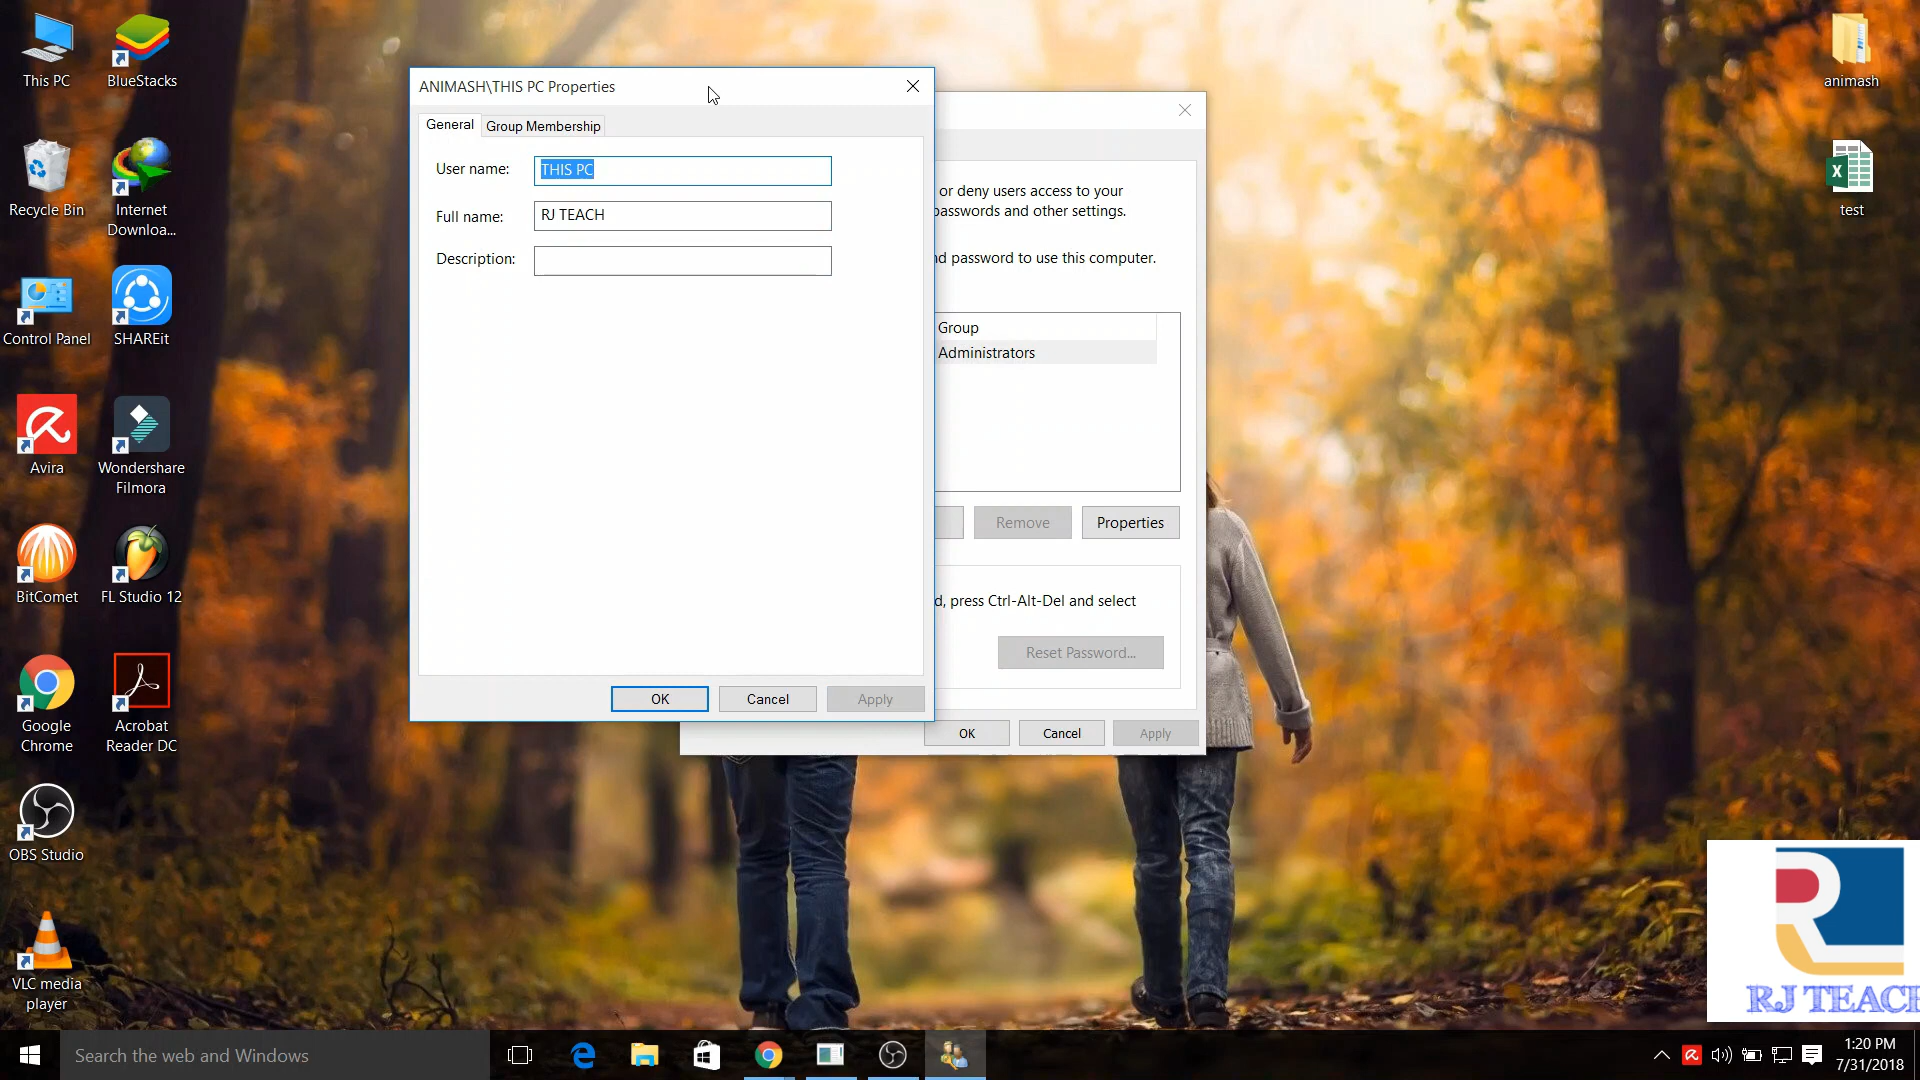 This PC
BlueStacks
Recycle Bin
Internet
Downloa...
Control Panel
SHAREit
Avira
Wondershare
Filmora
BitComet
FL Studio 12
Google
Chrome
Acrobat
Reader DC
OBS Studio
VLC media
player
ANIMASH\THIS PC Properties
General
Group Membership
User name:
THIS PC
Full name:
RJ TEACH
Description:
OK
Cancel
Apply
or deny users access to your
passwords and other settings.
password to use this computer.
Group
Administrators
Remove
Properties
press Ctrl-Alt-Del and select
Reset Password...
OK
Cancel
Apply
animash
test
RJ TEACH
Search the web and Windows
1:20 PM
7/31/2018